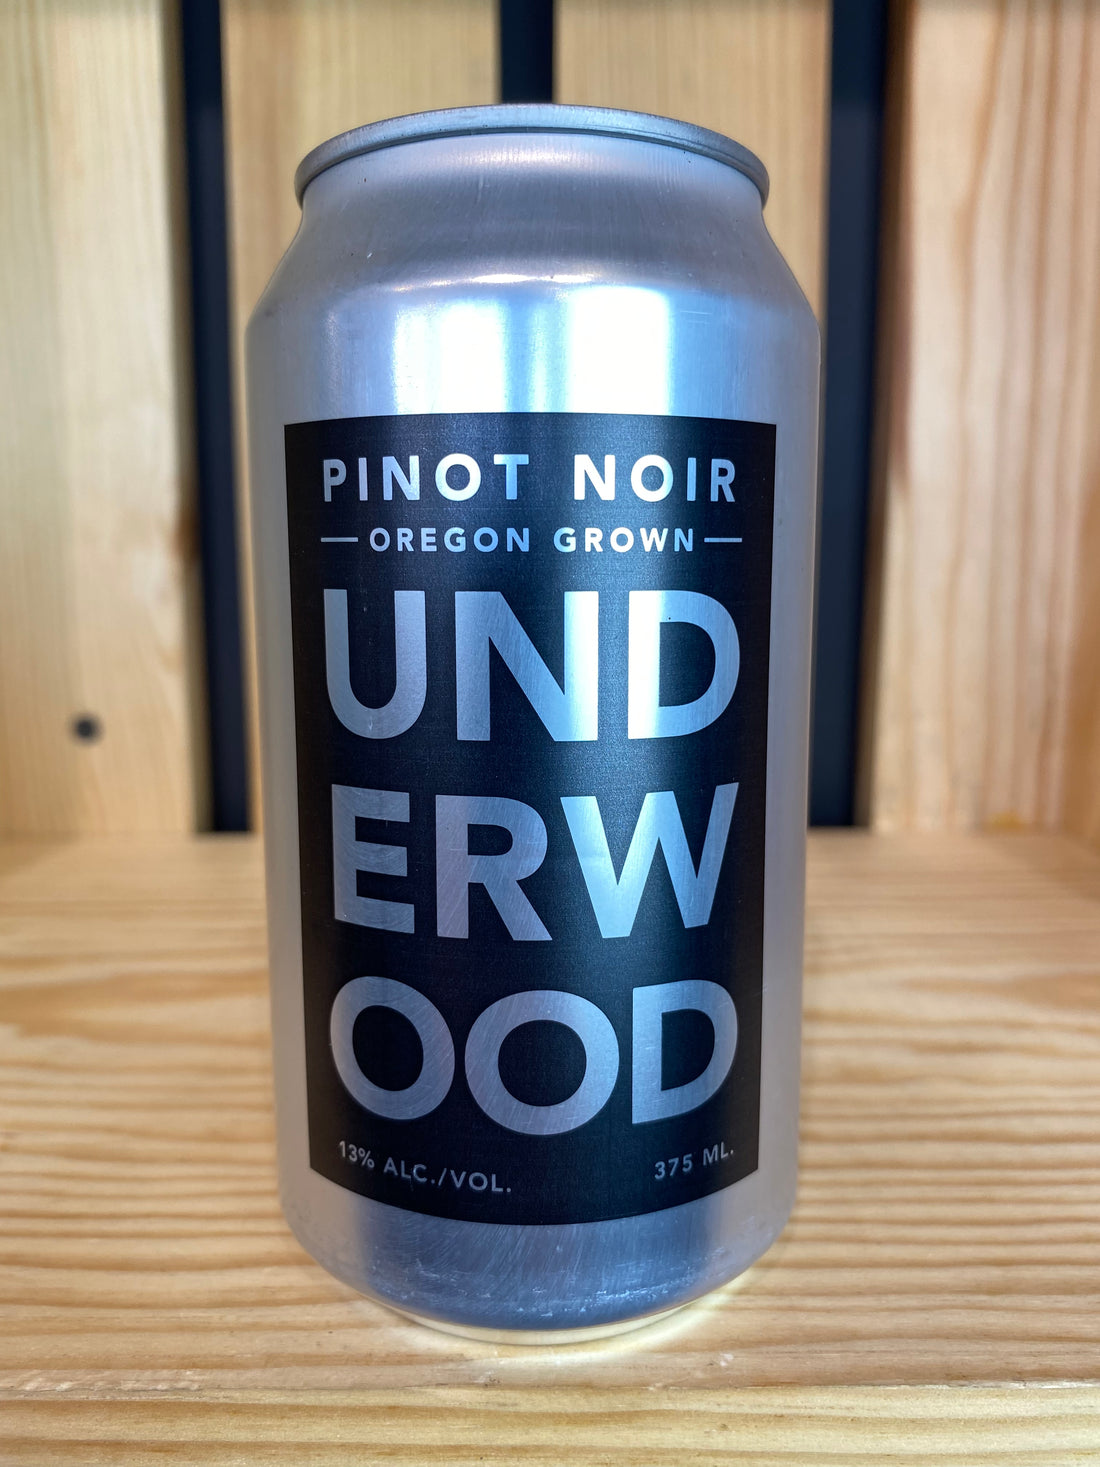 PINOT NOIR
OREGON GROWN
UND
ERW
OOD
13% ALC./VOL.
375 ML.